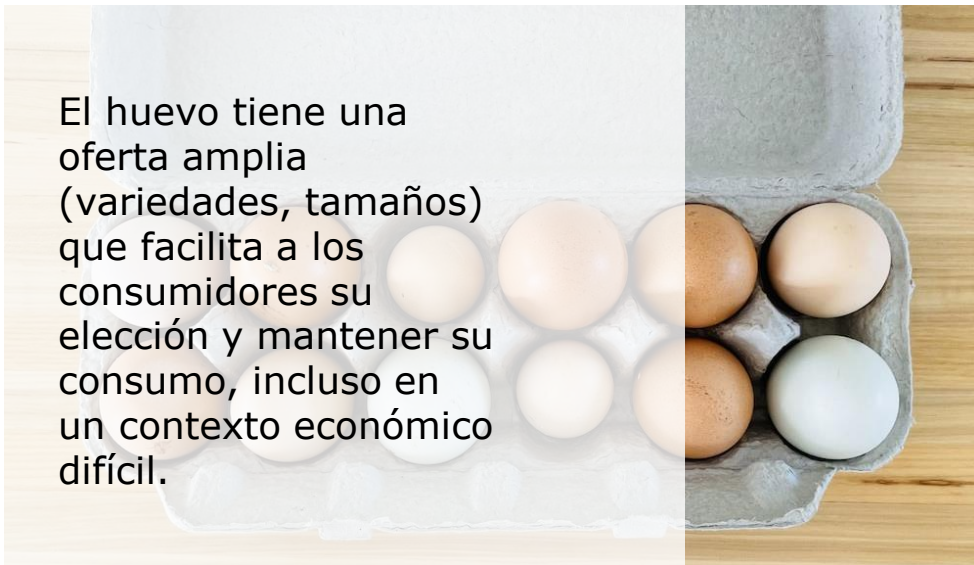 El huevo tiene una
oferta amplia
(variedades, tamaños)
que facilita a los
consumidores su
elección y mantener su
consumo, incluso en
un contexto económico
difícil.